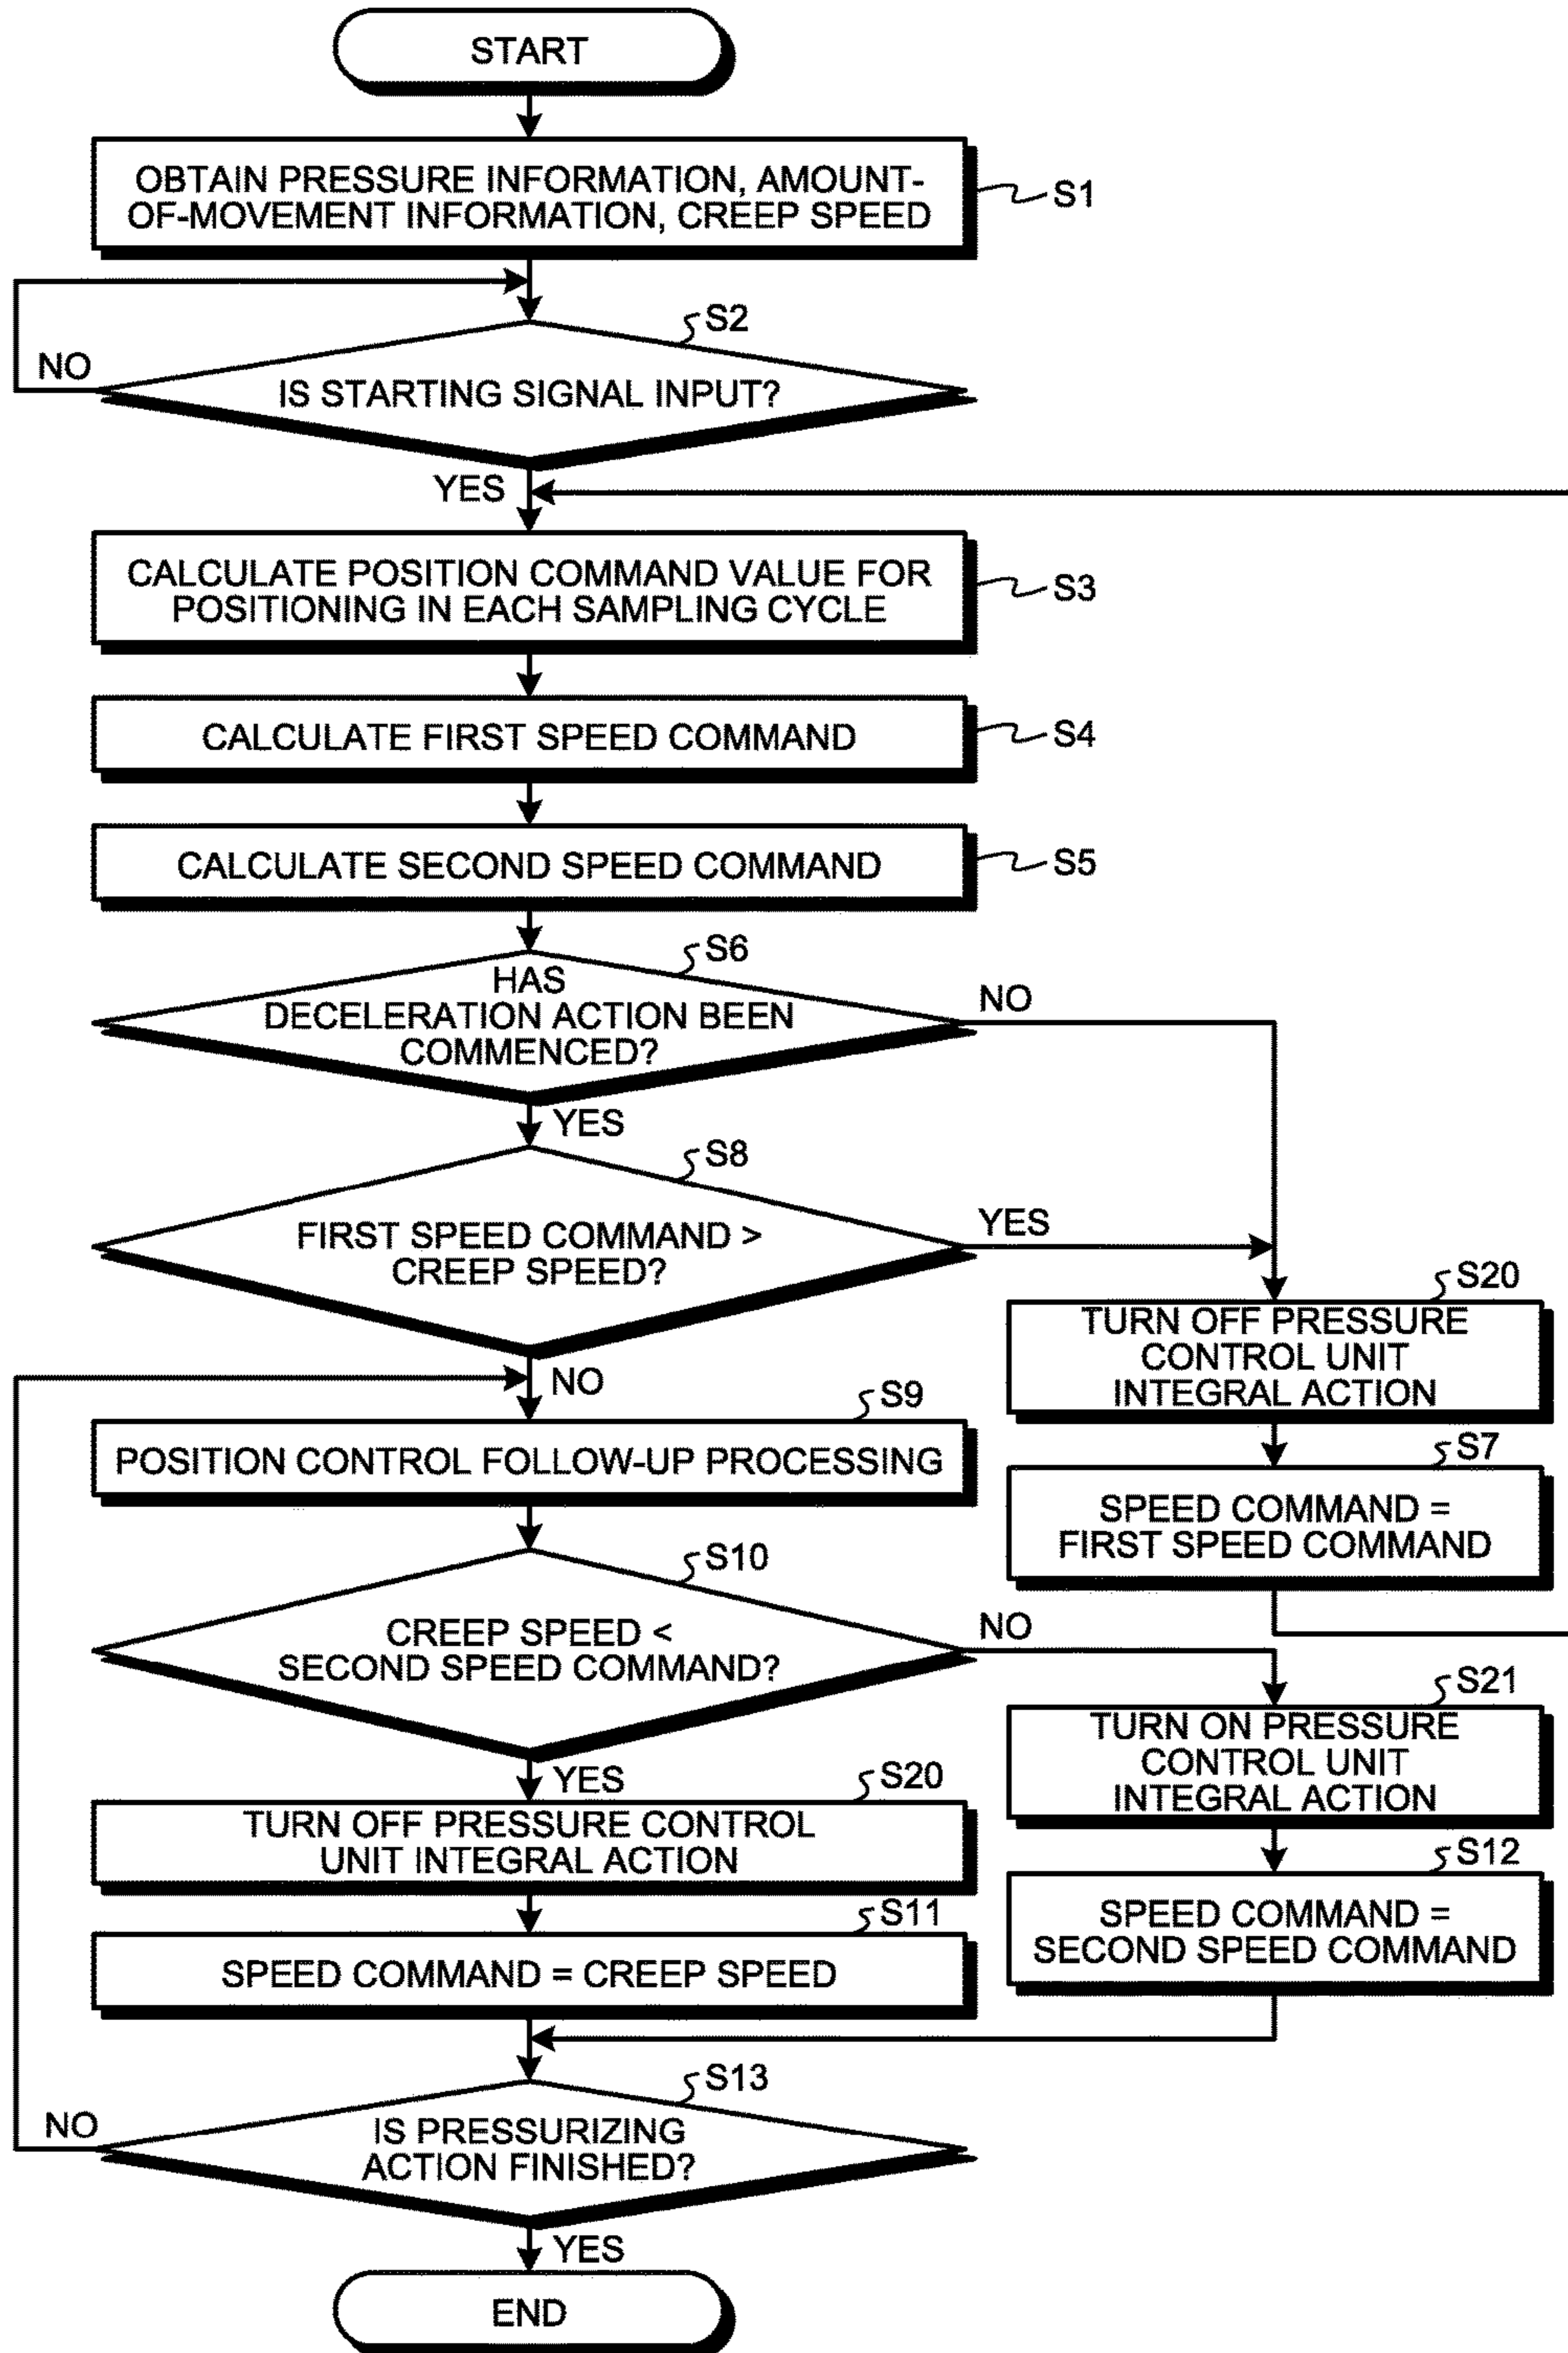 START
OBTAIN PRESSURE INFORMATION, AMOUNT-
OF-MOVEMENT INFORMATION, CREEP SPEED
S1
S2
NO
IS STARTING SIGNAL INPUT?
YES
CALCULATE POSITION COMMAND VALUE FOR
POSITIONING IN EACH SAMPLING CYCLE
S3
CALCULATE FIRST SPEED COMMAND
S4
CALCULATE SECOND SPEED COMMAND
S5
S6
HAS
DECELERATION ACTION BEEN
COMMENCED?
NO
YES
S8
FIRST SPEED COMMAND >
CREEP SPEED?
YES
NO
S20
TURN OFF PRESSURE
CONTROL UNIT
INTEGRAL ACTION
S7
SPEED COMMAND =
FIRST SPEED COMMAND
S9
POSITION CONTROL FOLLOW-UP PROCESSING
S10
CREEP SPEED <
SECOND SPEED COMMAND?
NO
YES
S21
TURN ON PRESSURE
CONTROL UNIT
INTEGRAL ACTION
S12
SPEED COMMAND =
SECOND SPEED COMMAND
S20
TURN OFF PRESSURE CONTROL
UNIT INTEGRAL ACTION
S11
SPEED COMMAND = CREEP SPEED
S13
NO
IS PRESSURIZING
ACTION FINISHED?
YES
END